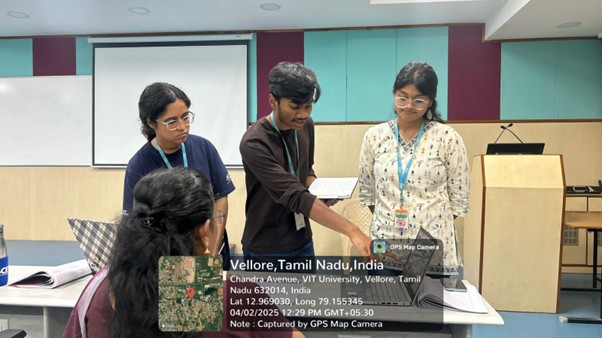 GPS Map Camera
Vellore,Tamil Nadu,India
Chandra Avenue, VIT University, Vellore, Tamil
Nadu 632014, India
Lat 12.969030, Long 79.155345
04/02/2025 12:29 PM GMT+05:30
Note : Captured by GPS Map Camera